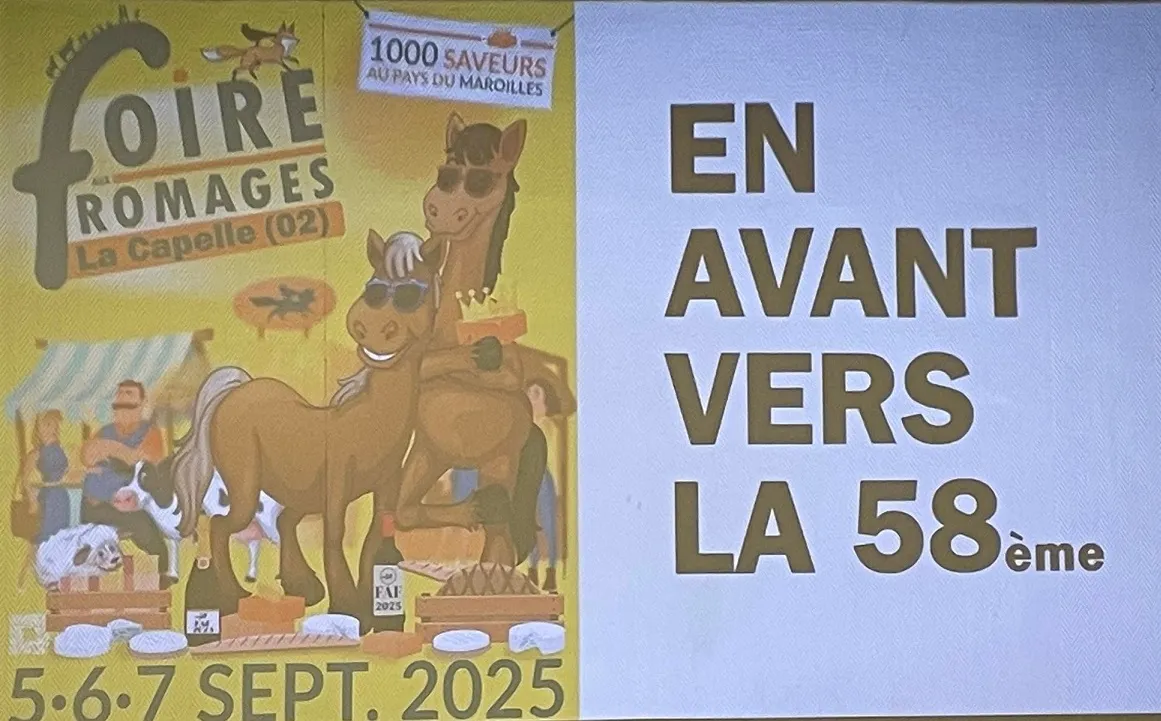 FOIRE
AUX
FROMAGES
La Capelle (02)
1000 SAVEURS
AU PAYS DU MAROILLES
FAF
2025
5•6•7 SEPT. 2025
EN
AVANT
VERS
LA 58ème